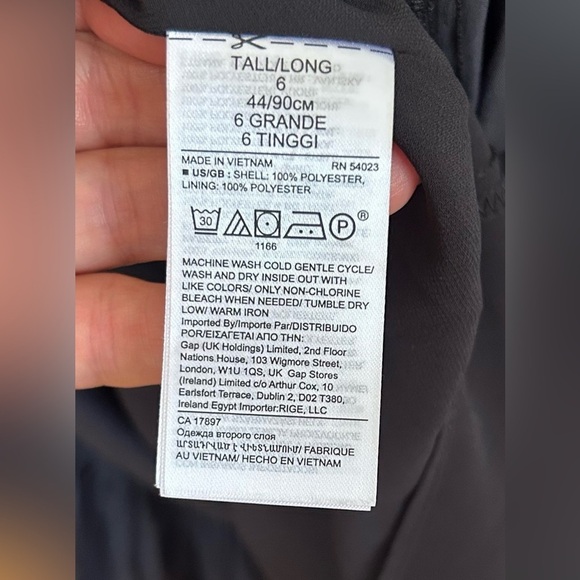 TALL/LONG
6
44/90CM
6 GRANDE
6 TINGGI
MADE IN VIETNAM RN 54023
■ US/GB : SHELL: 100% POLYESTER,
LINING: 100% POLYESTER
30 P ®
1166
MACHINE WASH COLD GENTLE CYCLE/
WASH AND DRY INSIDE OUT WITH
LIKE COLORS/ ONLY NON-CHLORINE
BLEACH WHEN NEEDED/ TUMBLE DRY
LOW/ WARM IRON
Imported By/Importe Par/DISTRIBUIDO
POR/ΕΙΣΑΓΕΤΑΙ ΑΠΟ ΤΗΝ:
Gap (UK Holdings) Limited, 2nd Floor
Nations House, 103 Wigmore Street,
London, W1U 1QS, UK Gap Stores
(Ireland) Limited c/o Arthur Cox, 10
Earlsfort Terrace, Dublin 2, D02 T380,
Ireland Egypt Importer:RIGE, LLC
CA 17897
Одежда второго слоя
ԱՐՏԱԴՐՎԱԾ Է ՎԻԵՏՆԱՄՈՒՄ/ FABRIQUE
AU VIETNAM/ HECHO EN VIETNAM